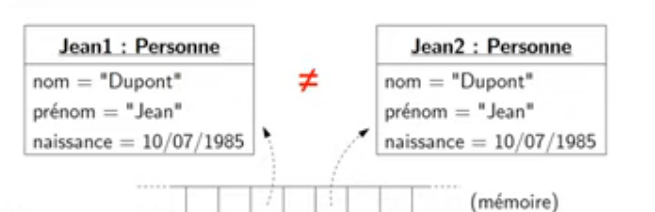 Jean1 : Personne
nom = "Dupont"
prénom = "Jean"
naissance = 10/07/1985
≠
Jean2 : Personne
nom = "Dupont"
prénom = "Jean"
naissance = 10/07/1985
(mémoire)